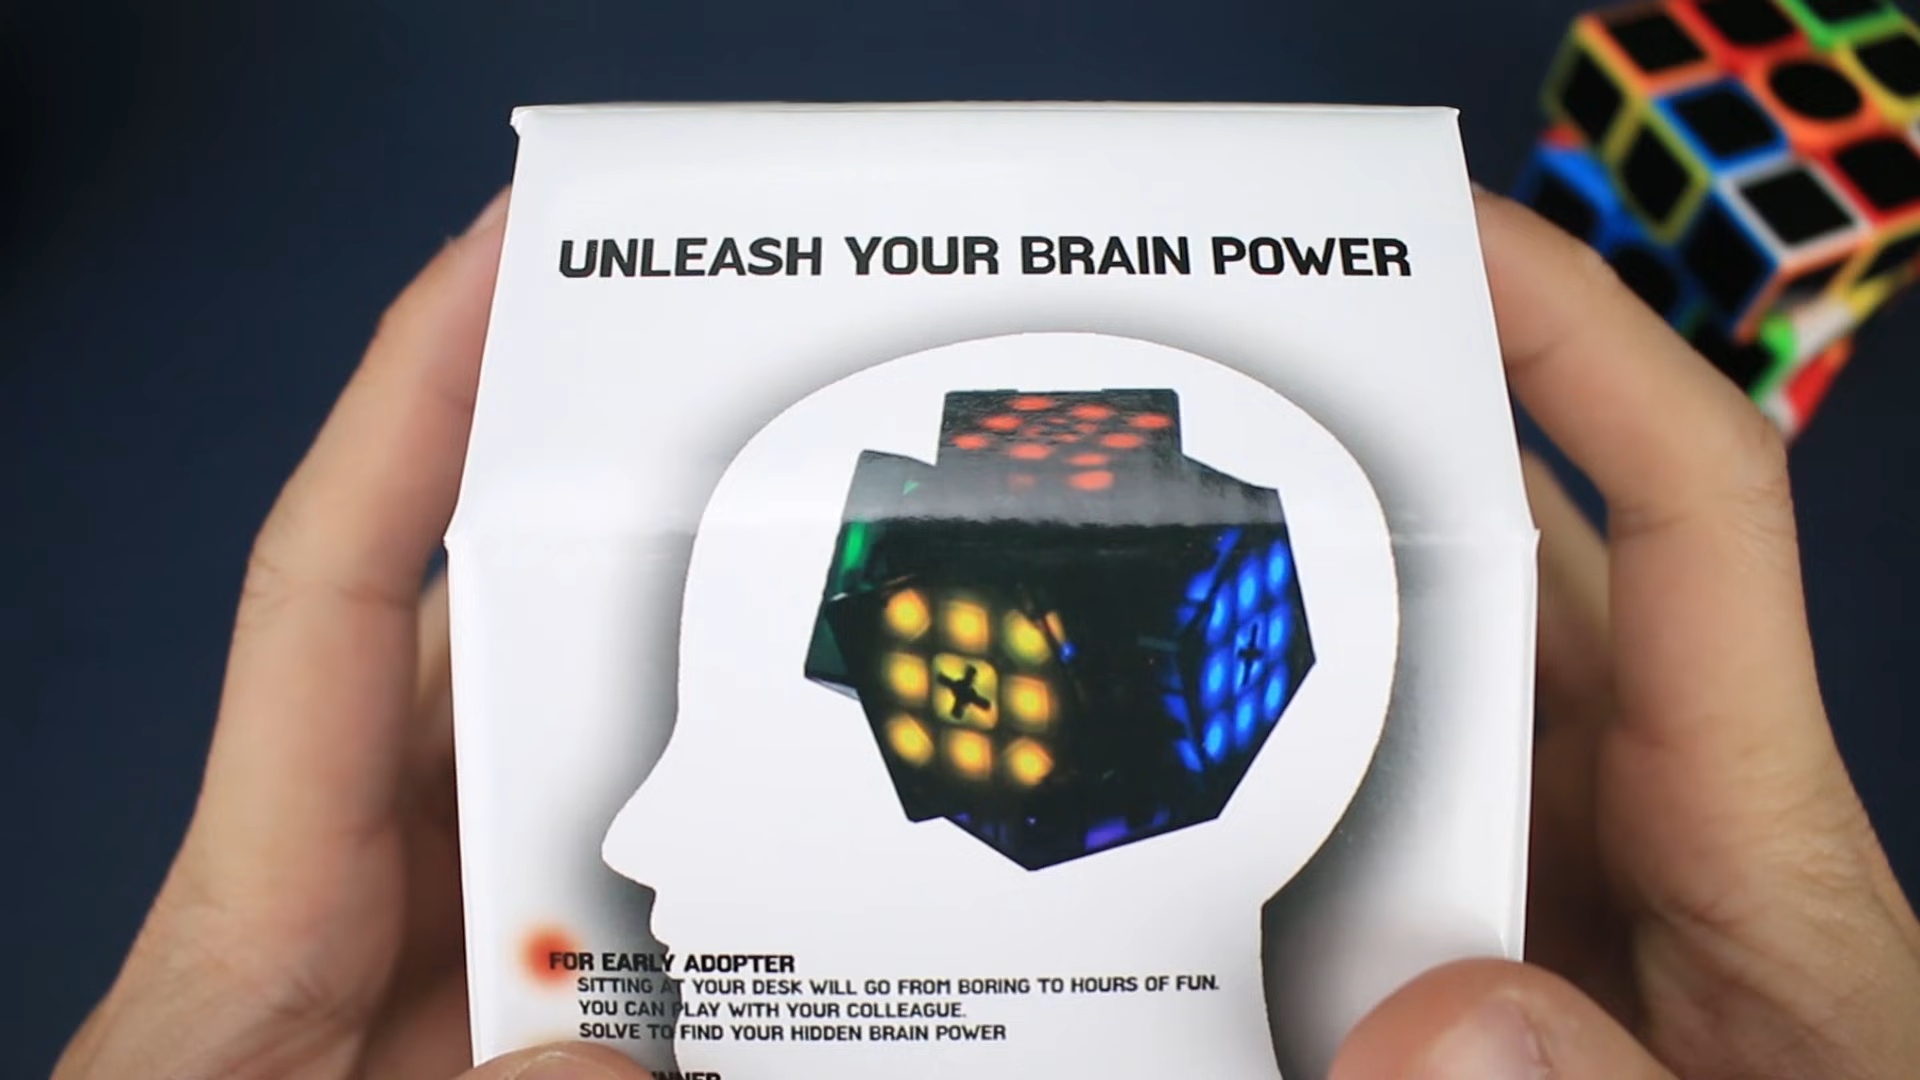 UNLEASH YOUR BRAIN POWER
FOR EARLY ADOPTER
SITTING AT YOUR DESK WILL GO FROM BORING TO HOURS OF FUN.
YOU CAN PLAY WITH YOUR COLLEAGUE.
SOLVE TO FIND YOUR HIDDEN BRAIN POWER